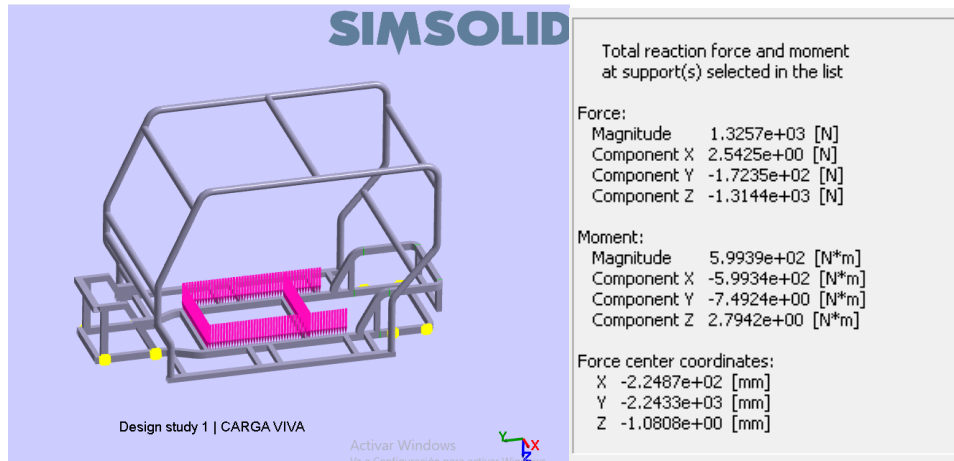 SIMSOLID
Design study 1 | CARGA VIVA
Activar Windows
Y
X
Z
Total reaction force and moment
at support(s) selected in the list
Force:
Magnitude 1.3257e+03 [N]
Component X 2.5425e+00 [N]
Component Y -1.7235e+02 [N]
Component Z -1.3144e+03 [N]
Moment:
Magnitude 5.9939e+02 [N*m]
Component X -5.9934e+02 [N*m]
Component Y -7.4924e+00 [N*m]
Component Z 2.7942e+00 [N*m]
Force center coordinates:
X -2.2487e+02 [mm]
Y -2.2433e+03 [mm]
Z -1.0808e+00 [mm]